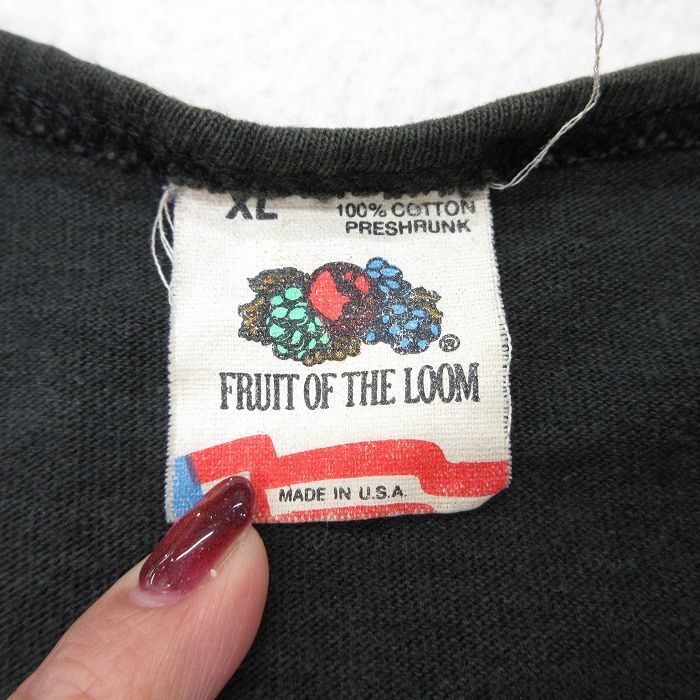 XL
100% COTTON
PRESHRUNK
®
FRUIT OF THE LOOM
MADE IN U.S.A.